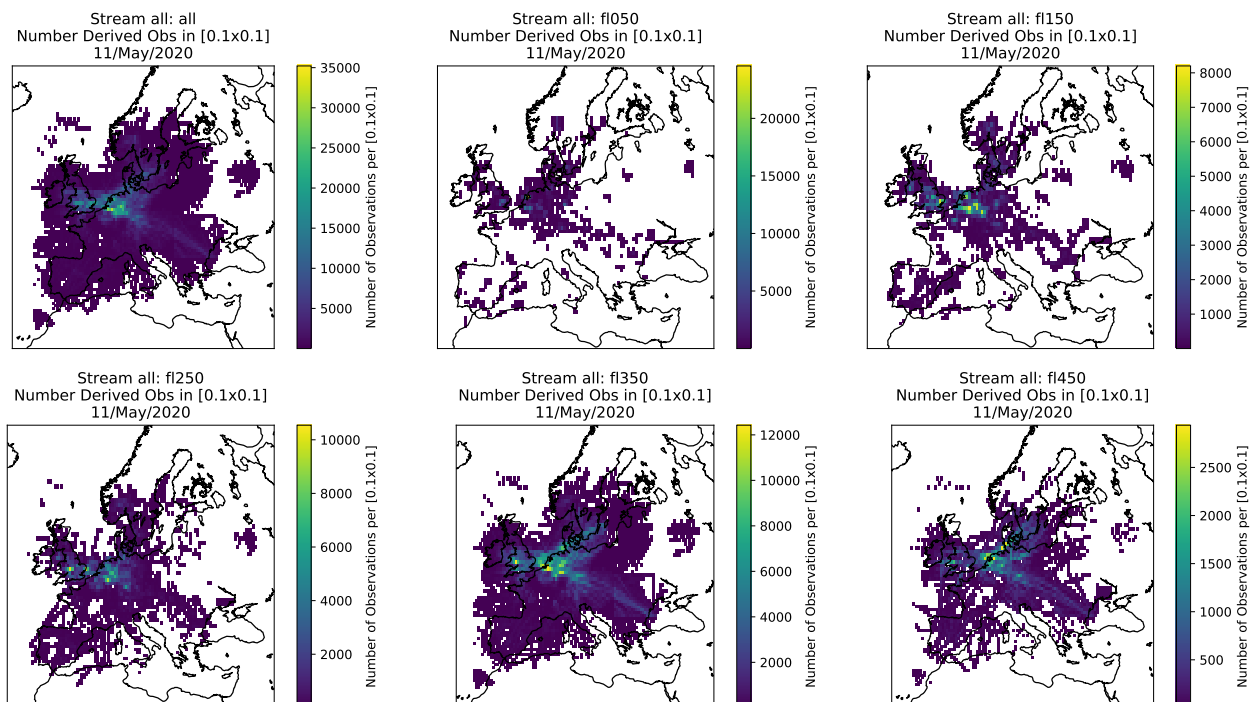 Stream all: all
Number Derived Obs in [0.1x0.1]
11/May/2020
35000
30000
25000
20000
15000
10000
5000
Number of Observations per [0.1x0.1]
Stream all: fl050
Number Derived Obs in [0.1x0.1]
11/May/2020
20000
15000
10000
5000
Number of Observations per [0.1x0.1]
Stream all: fl150
Number Derived Obs in [0.1x0.1]
11/May/2020
8000
7000
6000
5000
4000
3000
2000
1000
Number of Observations per [0.1x0.1]
Stream all: fl250
Number Derived Obs in [0.1x0.1]
11/May/2020
10000
8000
6000
4000
2000
Number of Observations per [0.1x0.1]
Stream all: fl350
Number Derived Obs in [0.1x0.1]
11/May/2020
12000
10000
8000
6000
4000
2000
Number of Observations per [0.1x0.1]
Stream all: fl450
Number Derived Obs in [0.1x0.1]
11/May/2020
2500
2000
1500
1000
500
Number of Observations per [0.1x0.1]